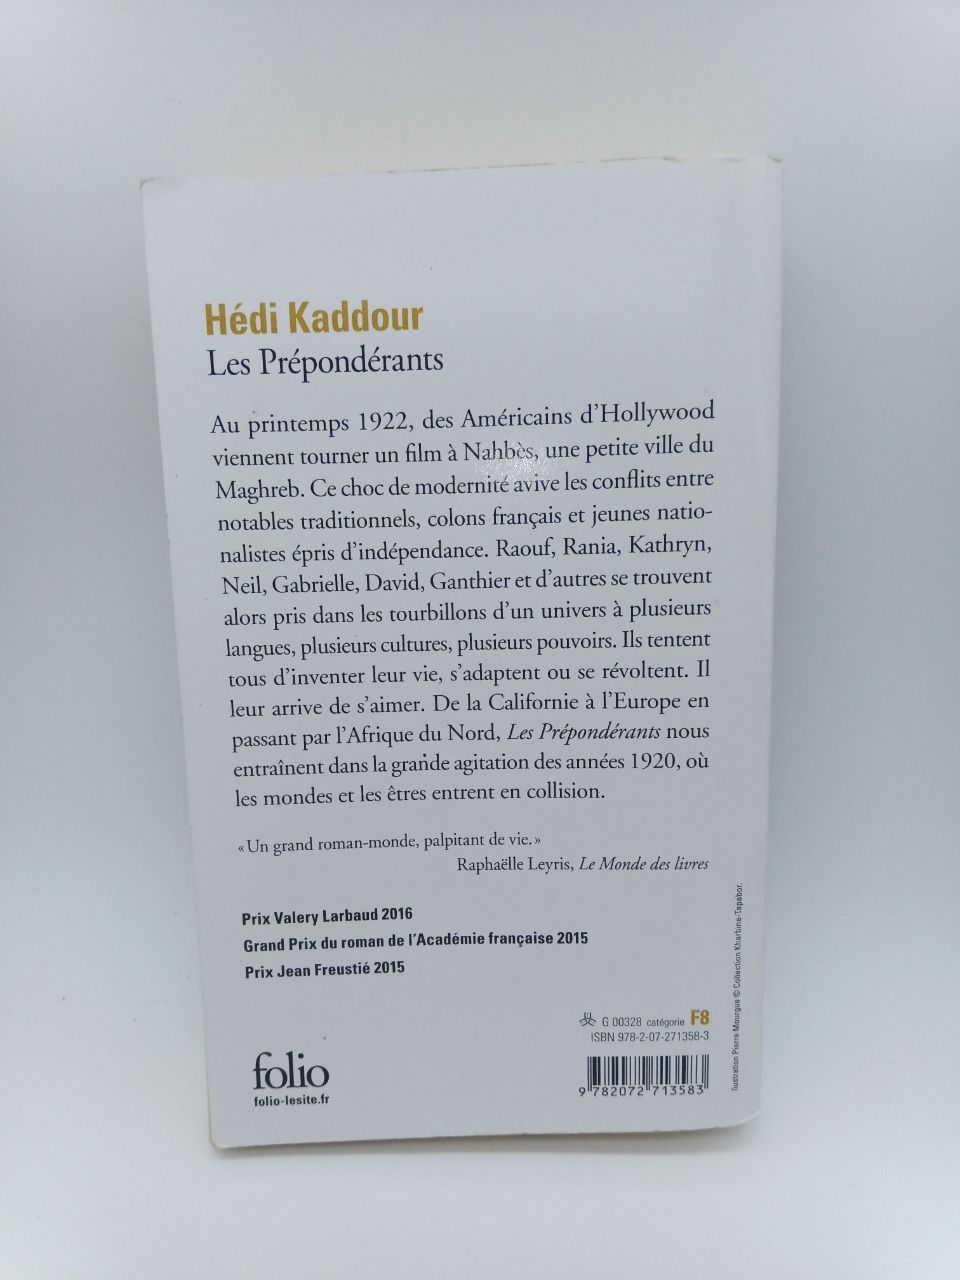 Hédi Kaddour
Les Prépondérants
Au printemps 1922, des Américains d'Hollywood
viennent tourner un film à Nahbès, une petite ville du
Maghreb. Ce choc de modernité avive les conflits entre
notables traditionnels, colons français et jeunes natio-
nalistes épris d'indépendance. Raouf, Rania, Kathryn,
Neil, Gabrielle, David, Ganthier et d'autres se trouvent
alors pris dans les tourbillons d'un univers à plusieurs
langues, plusieurs cultures, plusieurs pouvoirs. Ils tentent
tous d'inventer leur vie, s'adaptent ou se révoltent. Il
leur arrive de s'aimer. De la Californie à l'Europe en
passant par l'Afrique du Nord, Les Prépondérants nous
entraînent dans la grande agitation des années 1920, où
les mondes et les êtres entrent en collision.
« Un grand roman-monde, palpitant de vie. »
Raphaëlle Leyris, Le Monde des livres
Prix Valery Larbaud 2016
Grand Prix du roman de l'Académie française 2015
Prix Jean Freustié 2015
G 00328 catégorie F8
ISBN 978-2-07-271358-3
9 782072 713583
folio
folio-lesite.fr
Illustration Pierre Mourgue © Collection Kharbine-Tapabor.